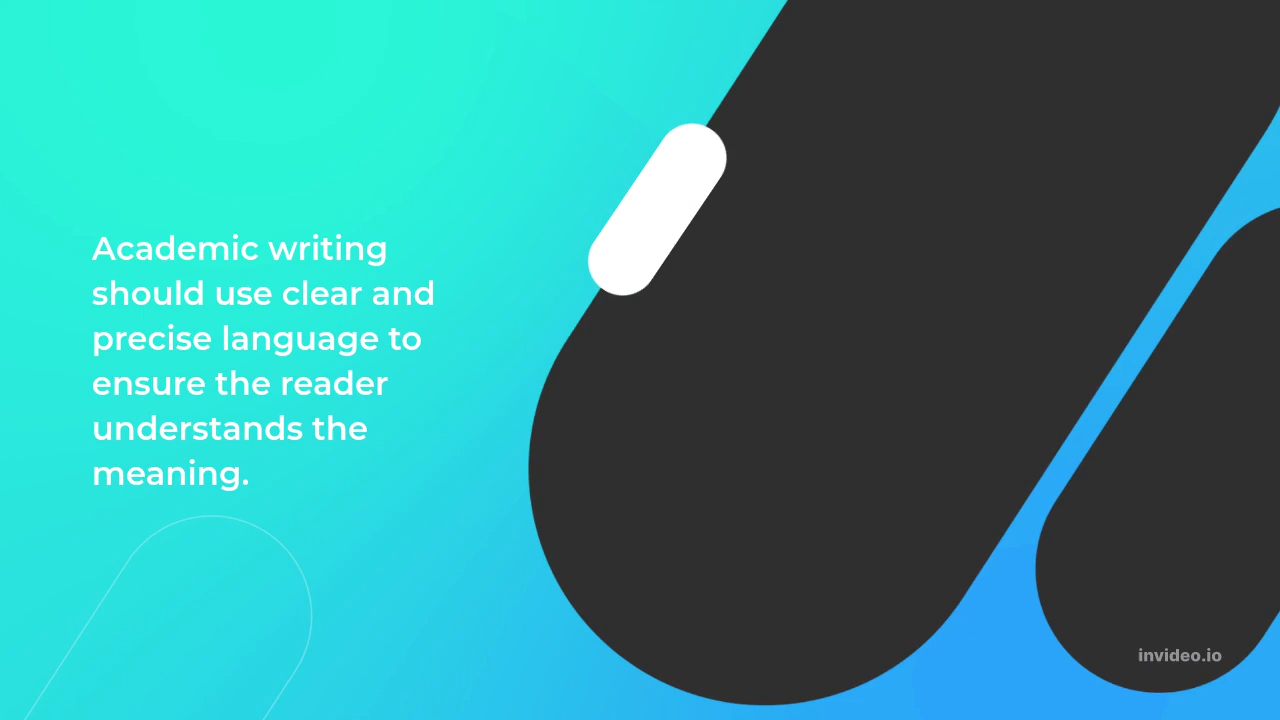 Academic writing
should use clear and
precise language to
ensure the reader
understands the
meaning.
invideo.io